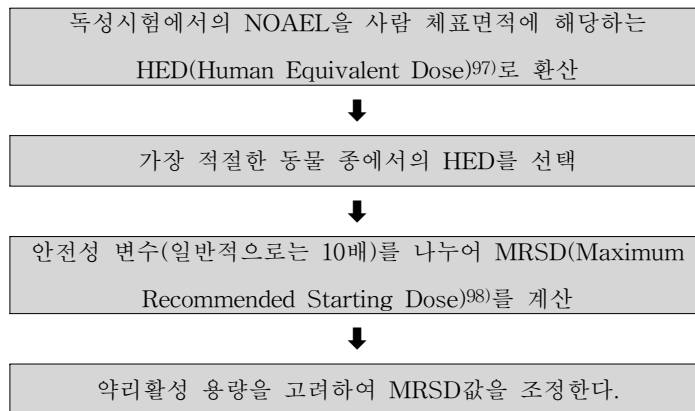 독성시험에서의 NOAEL을 사람 체표면적에 해당하는
HED(Human Equivalent Dose)97)로 환산
가장 적절한 동물 종에서의 HED를 선택
안전성 변수(일반적으로는 10배)를 나누어 MRSD(Maximum
Recommended Starting Dose)98)를 계산
약리활성 용량을 고려하여 MRSD값을 조정한다.